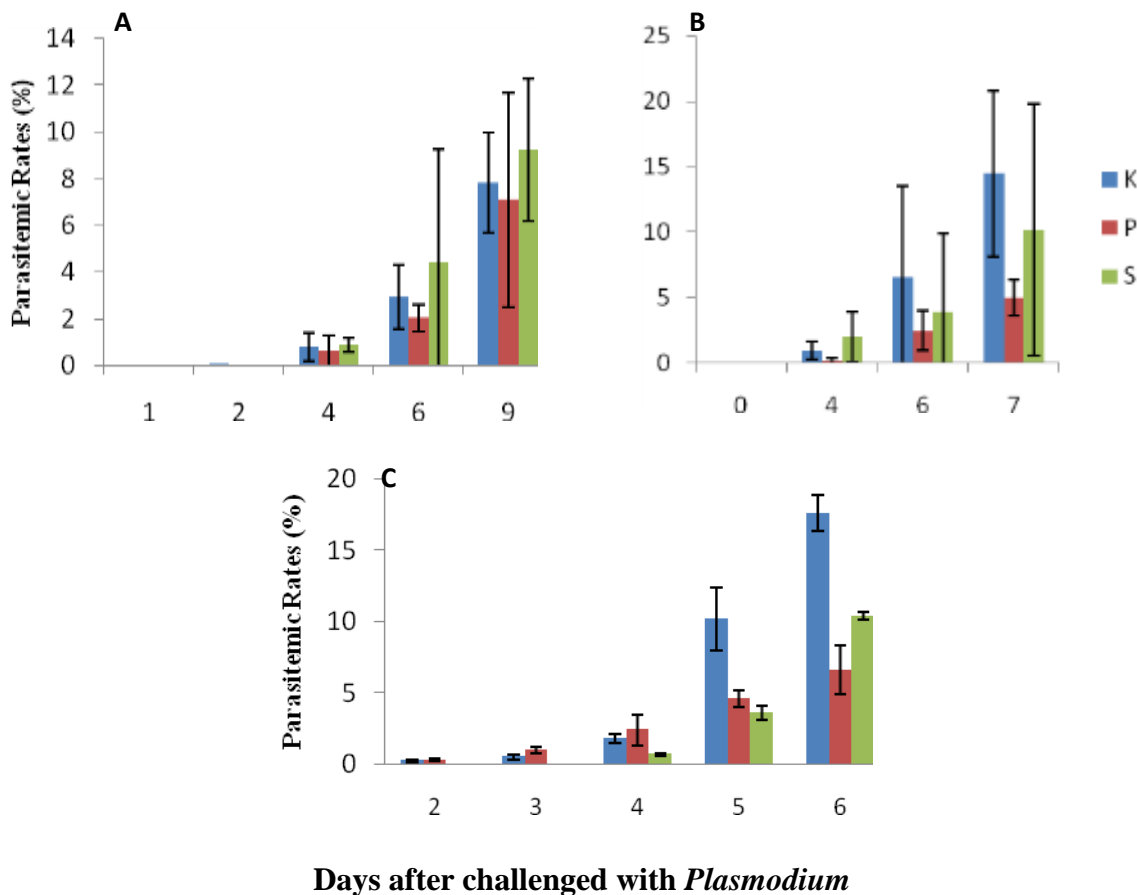 A
14
12
10
8
6
4
2
0
Parasitemic Rates (%)
1 2 4 6 9
B
25
20
15
10
5
0
0 4 6 7
K
P
S
C
20
15
10
5
0
Parasitemic Rates (%)
2 3 4 5 6
Days after challenged with Plasmodium